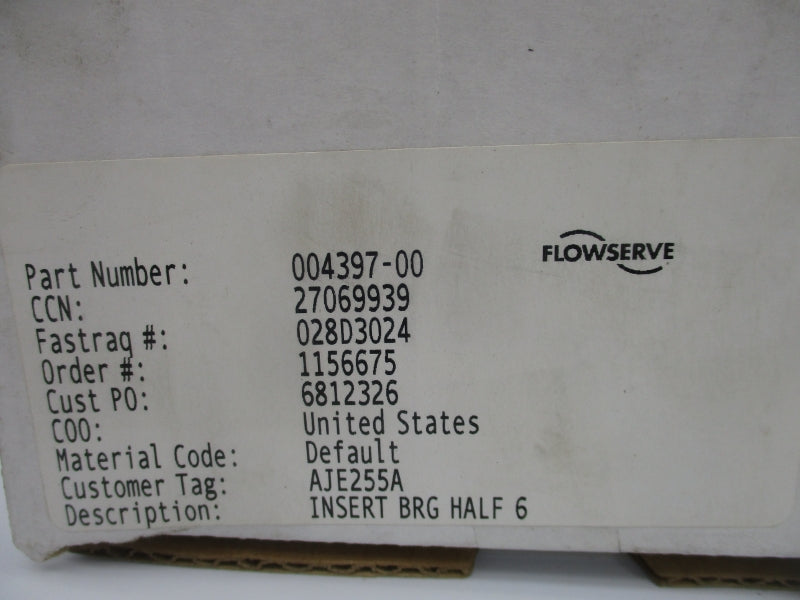 FLOWSERVE
Part Number: 004397-00
CCN: 27069939
Fastraq #: 028D3024
Order #: 1156675
Cust PO: 6812326
COO: United States
Material Code: Default
Customer Tag: AJE255A
Description: INSERT BRG HALF 6